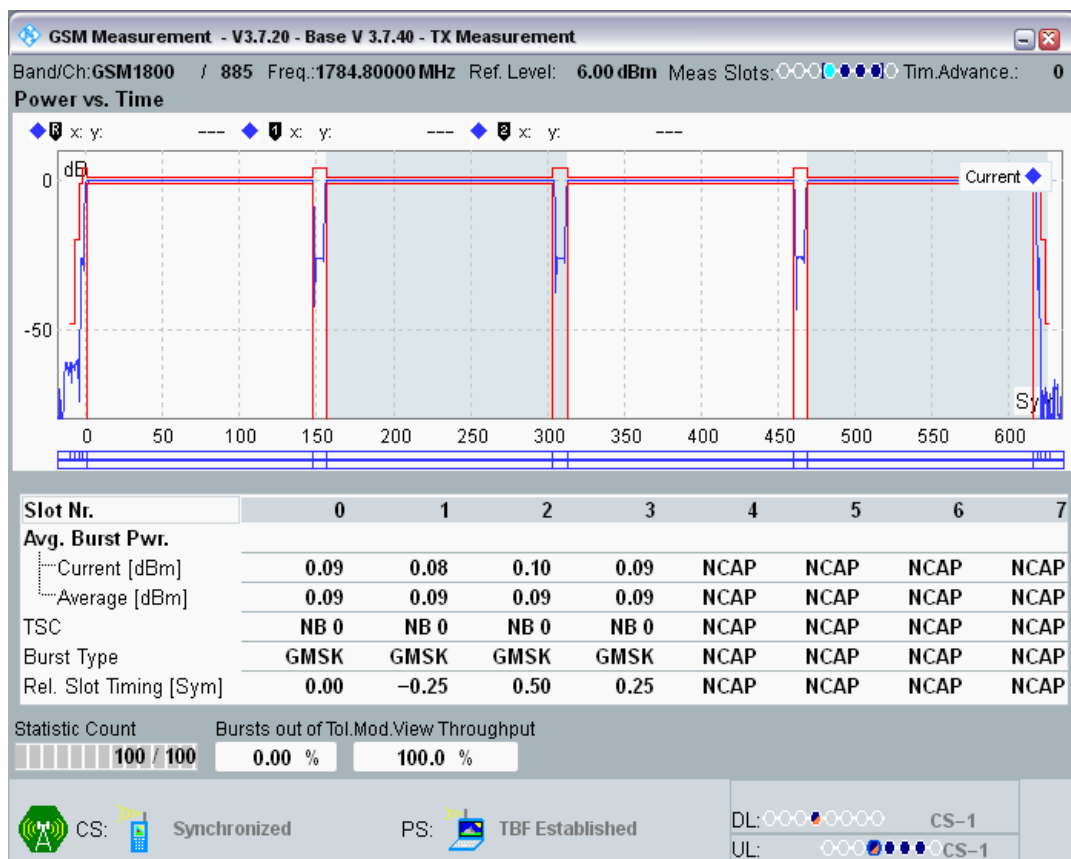 GSM Measurement - V3.7.20 - Base V 3.7.40 - TX Measurement
Band/Ch:GSM1800 / 885 Freq.:1784.80000 MHz Ref. Level: 6.00 dBm Meas Slots: Tim.Advance.: 0
Power vs. Time
R x: y: --- 1 x: y: --- 2 x: y: ---
dB
Current
0
-50
Sy
0 50 100 150 200 250 300 350 400 450 500 550 600
Slot Nr. 0 1 2 3 4 5 6 7
Avg. Burst Pwr.
Current [dBm] 0.09 0.08 0.10 0.09 NCAP NCAP NCAP NCAP
Average [dBm] 0.09 0.09 0.09 0.09 NCAP NCAP NCAP NCAP
TSC NB 0 NB 0 NB 0 NB 0 NCAP NCAP NCAP NCAP
Burst Type GMSK GMSK GMSK GMSK NCAP NCAP NCAP NCAP
Rel. Slot Timing [Sym] 0.00 −0.25 0.50 0.25 NCAP NCAP NCAP NCAP
Statistic Count Bursts out of Tol.Mod.View Throughput
100 / 100 0.00 % 100.0 %
CS: Synchronized PS: TBF Established
DL: CS−1
UL: CS−1